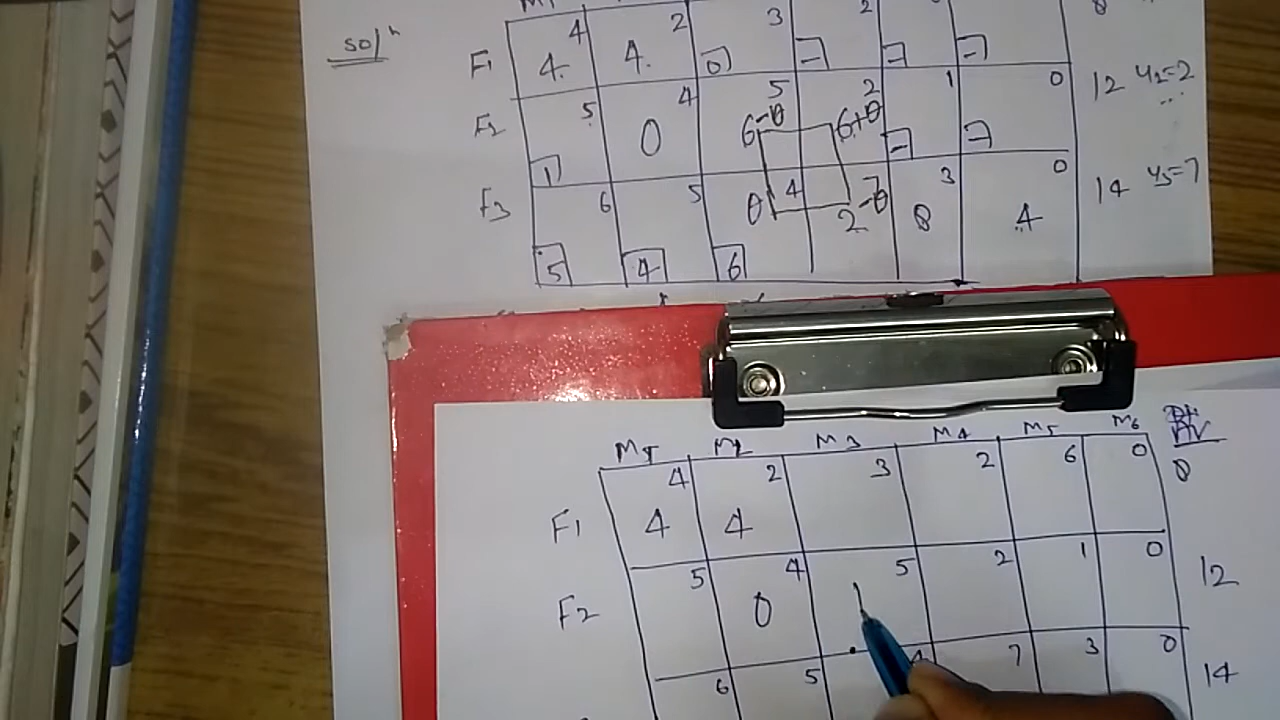 Solⁿ
4 2 3 2
F1 4 4 0 - - -
5 4 5 2 1 0 12 u2=2
F2 1 0 6-θ 6+θ - -
6 5 4 7 3 0 14 u3=7
F3 5 4 6 θ 2-θ 8 4
M1 M2 M3 M4 M5 M6
4 2 3 2 6 0 8
F1 4 4
5 4 5 2 1 0 12
F2 0
6 5 4 7 3 0 14